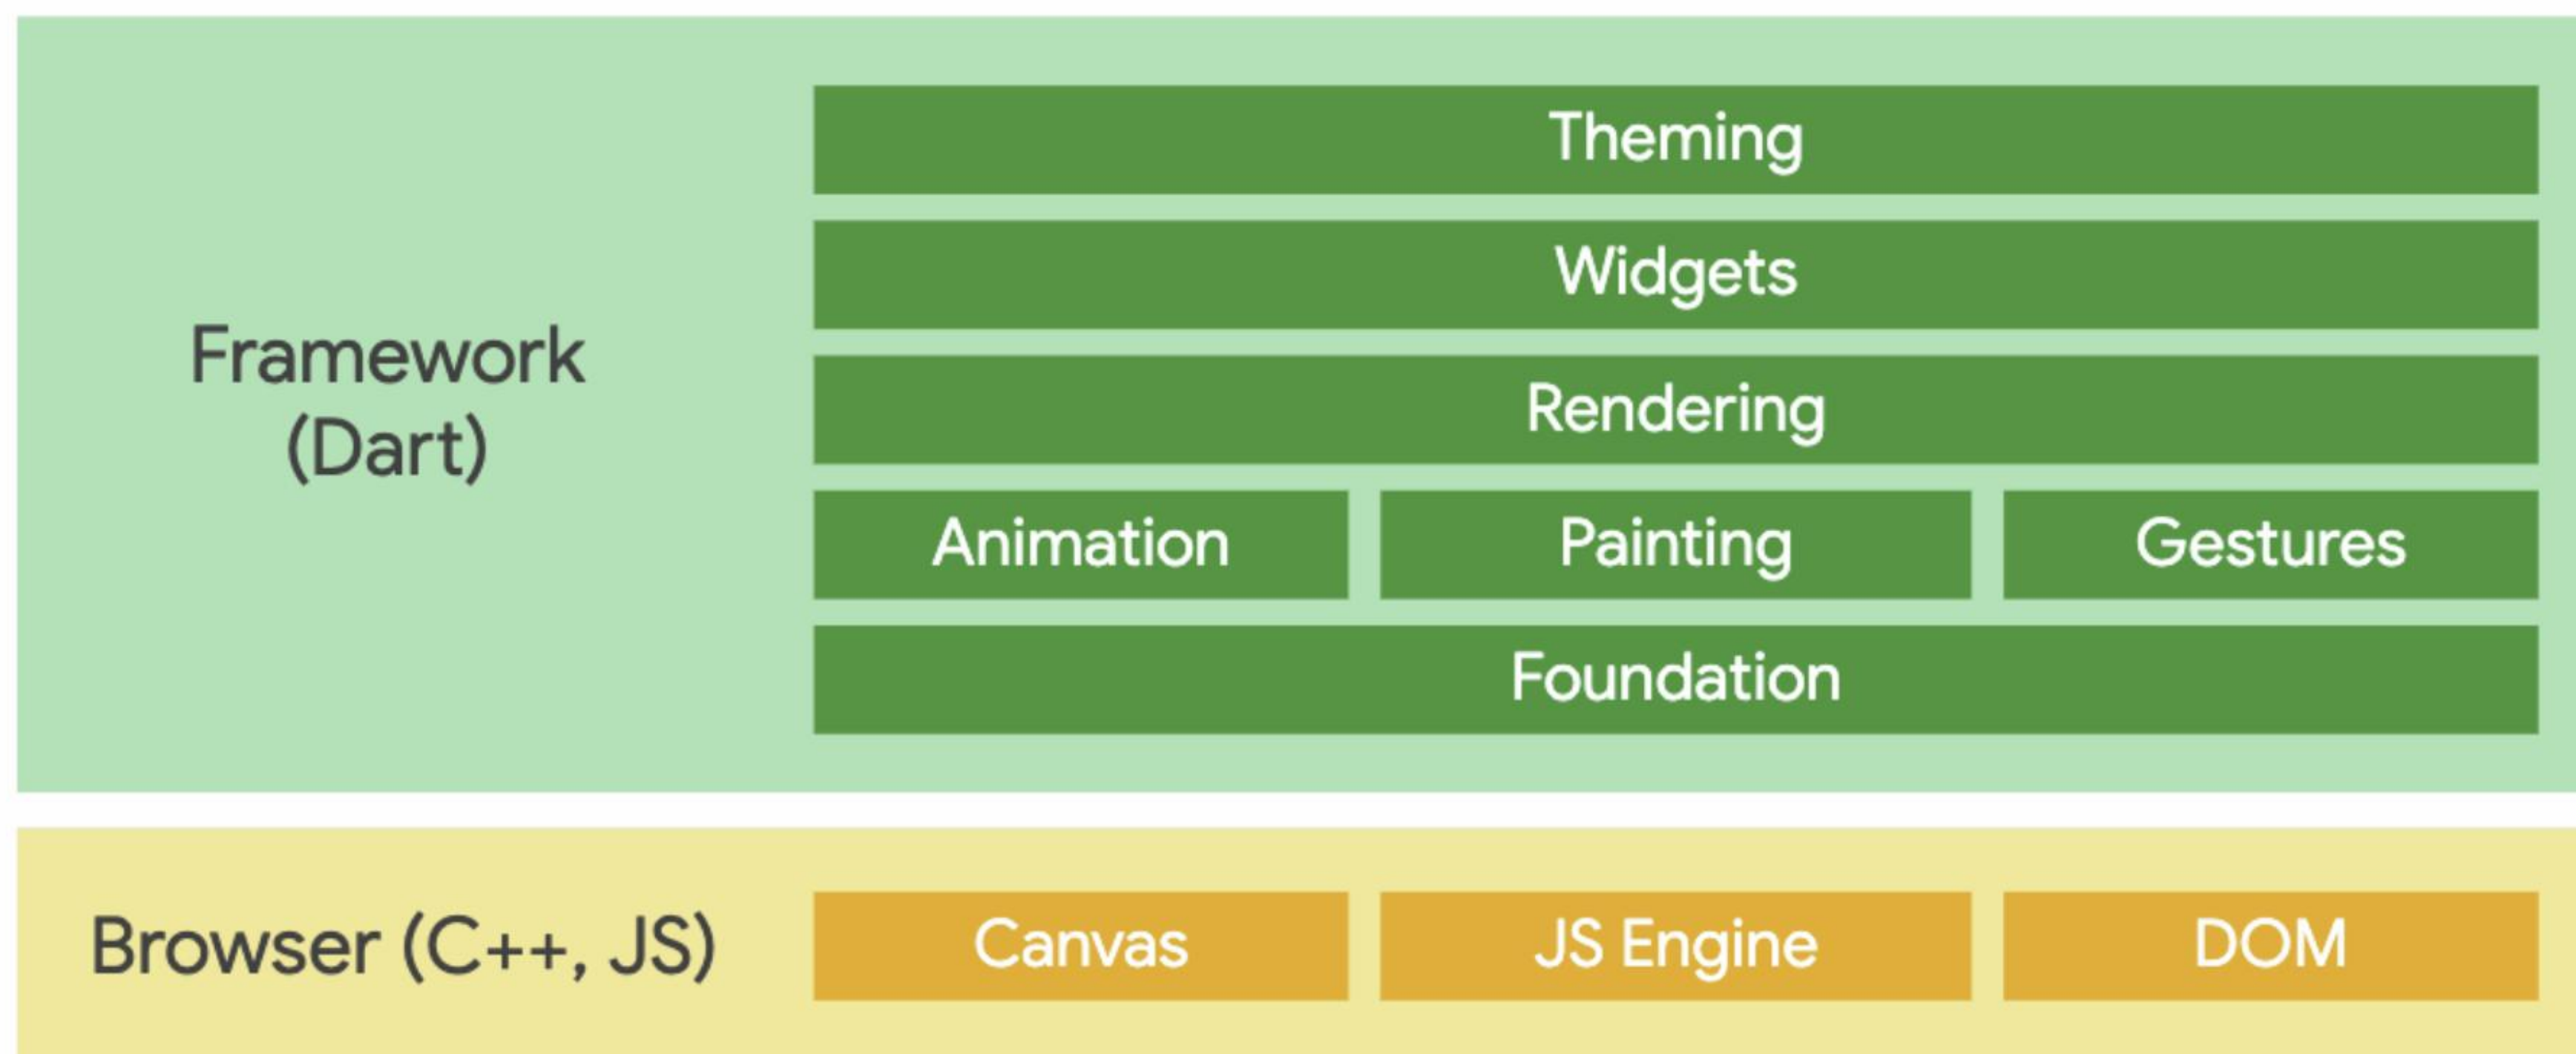 Framework
(Dart)
Theming
Widgets
Rendering
Animation Painting Gestures
Foundation
Browser (C++, JS)
Canvas JS Engine DOM